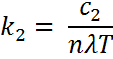 k₂ = c₂ / nλT